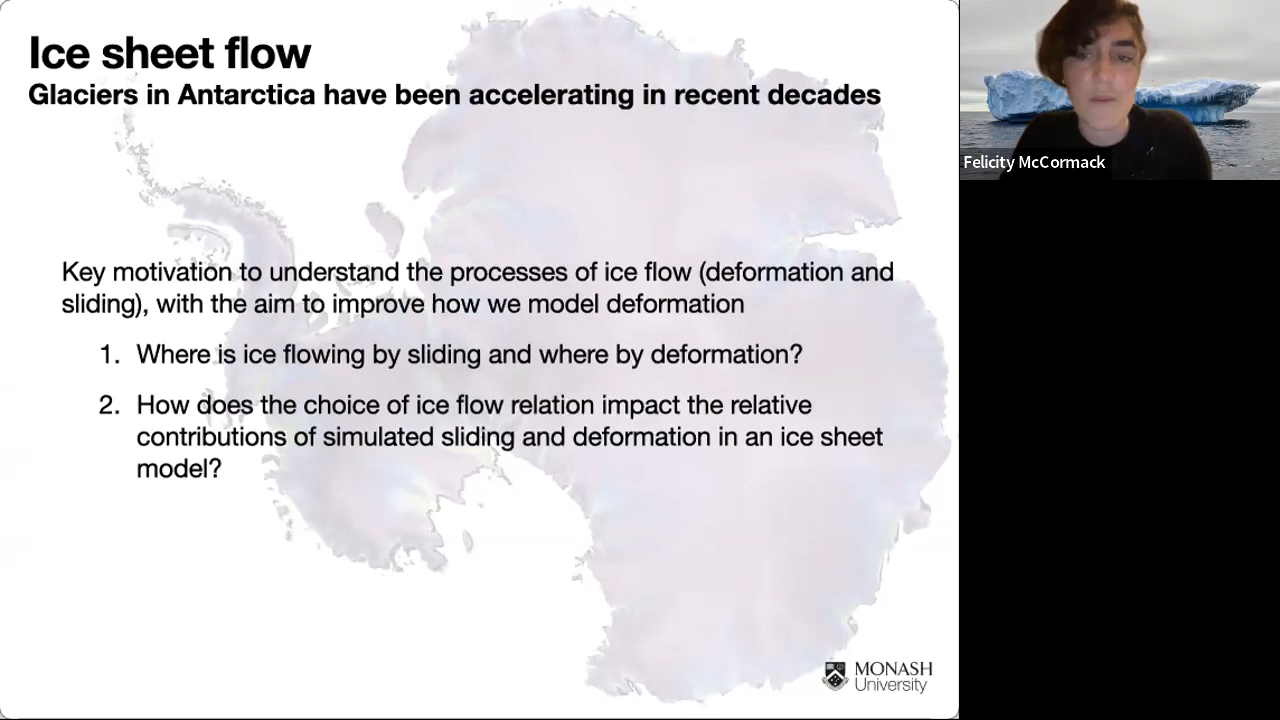 Ice sheet flow
Glaciers in Antarctica have been accelerating in recent decades
Felicity McCormack
Key motivation to understand the processes of ice flow (deformation and
sliding), with the aim to improve how we model deformation
1. Where is ice flowing by sliding and where by deformation?
2. How does the choice of ice flow relation impact the relative
contributions of simulated sliding and deformation in an ice sheet
model?
MONASH
University